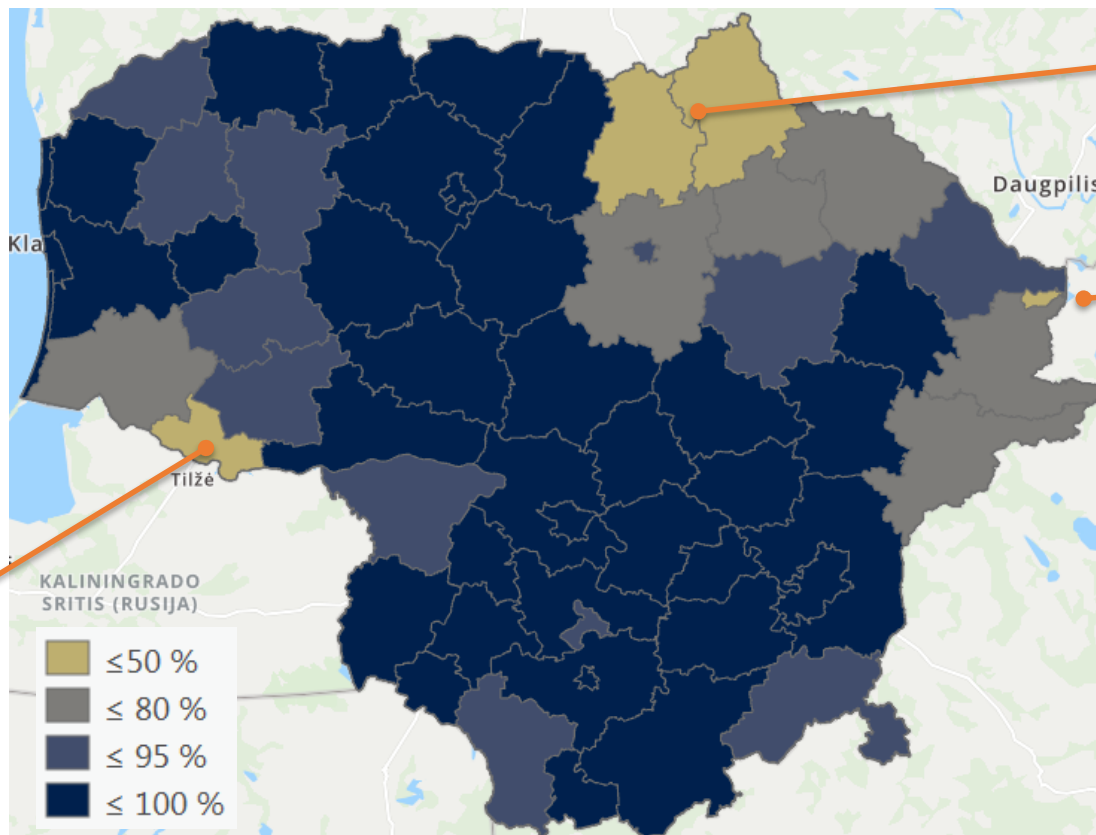 Daugpilis
Kla
Tilžė
KALININGRADO
SRITIS (RUSIJA)
≤50 %
≤ 80 %
≤ 95 %
≤ 100 %